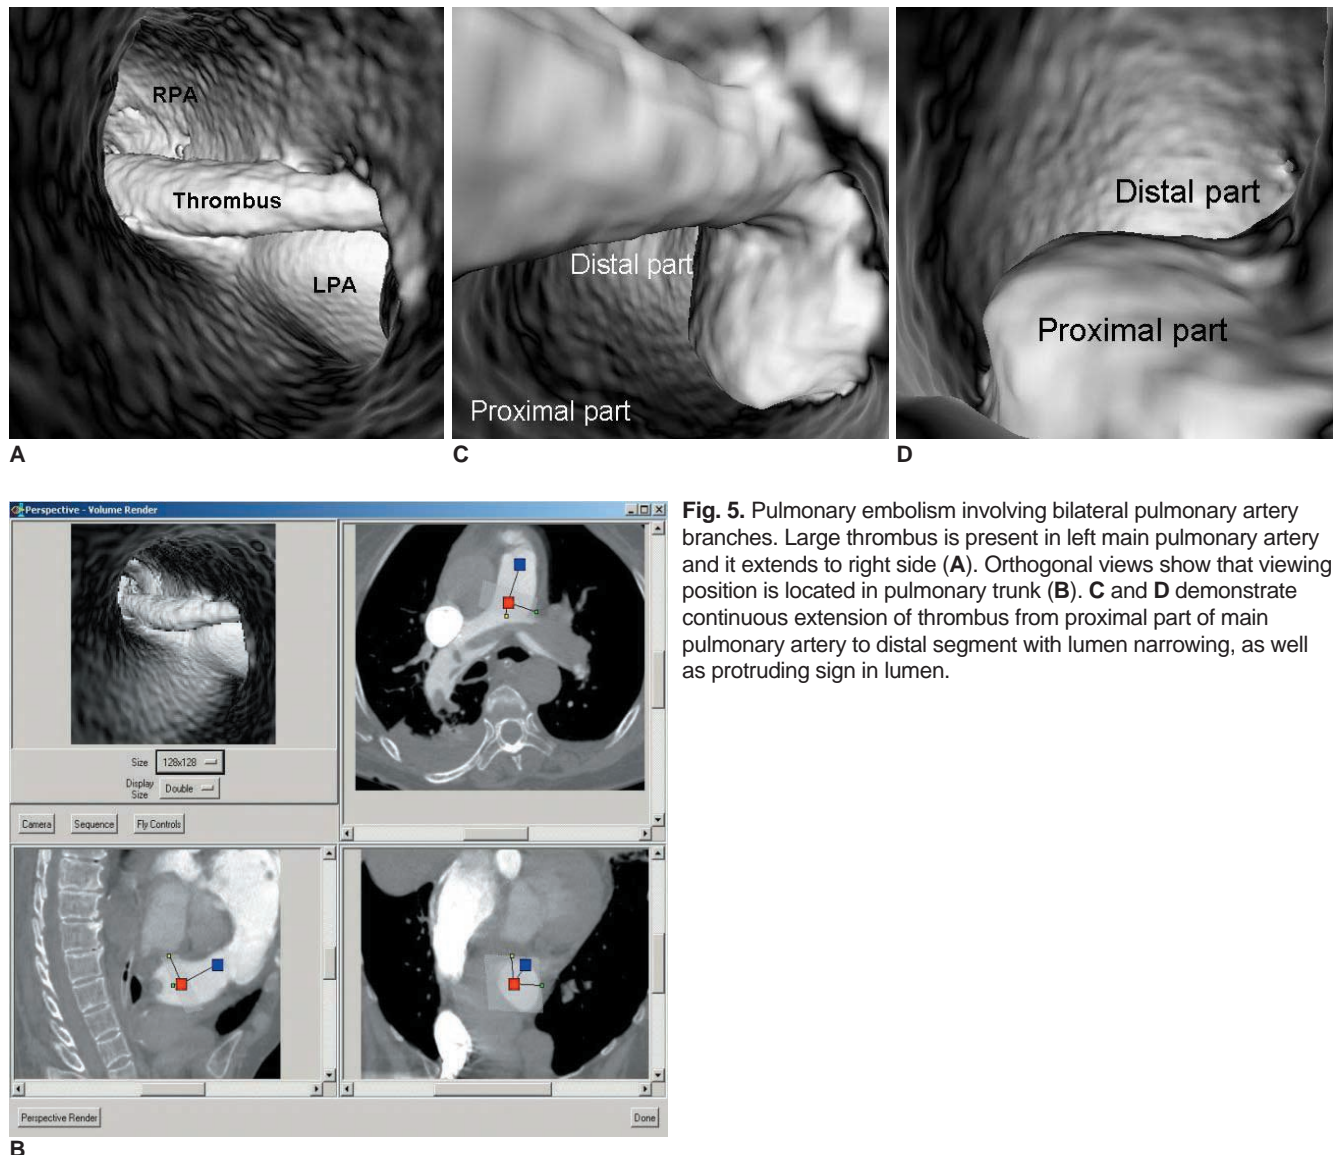 RPA
Thrombus
LPA
A
Distal part
Proximal part
C
Distal part
Proximal part
D
Perspective - Volume Render
Size 128x128
Display Size Double
Camera Sequence Fly Controls
Perspective Render Done
B
Fig. 5. Pulmonary embolism involving bilateral pulmonary artery
branches. Large thrombus is present in left main pulmonary artery
and it extends to right side (A). Orthogonal views show that viewing
position is located in pulmonary trunk (B). C and D demonstrate
continuous extension of thrombus from proximal part of main
pulmonary artery to distal segment with lumen narrowing, as well
as protruding sign in lumen.